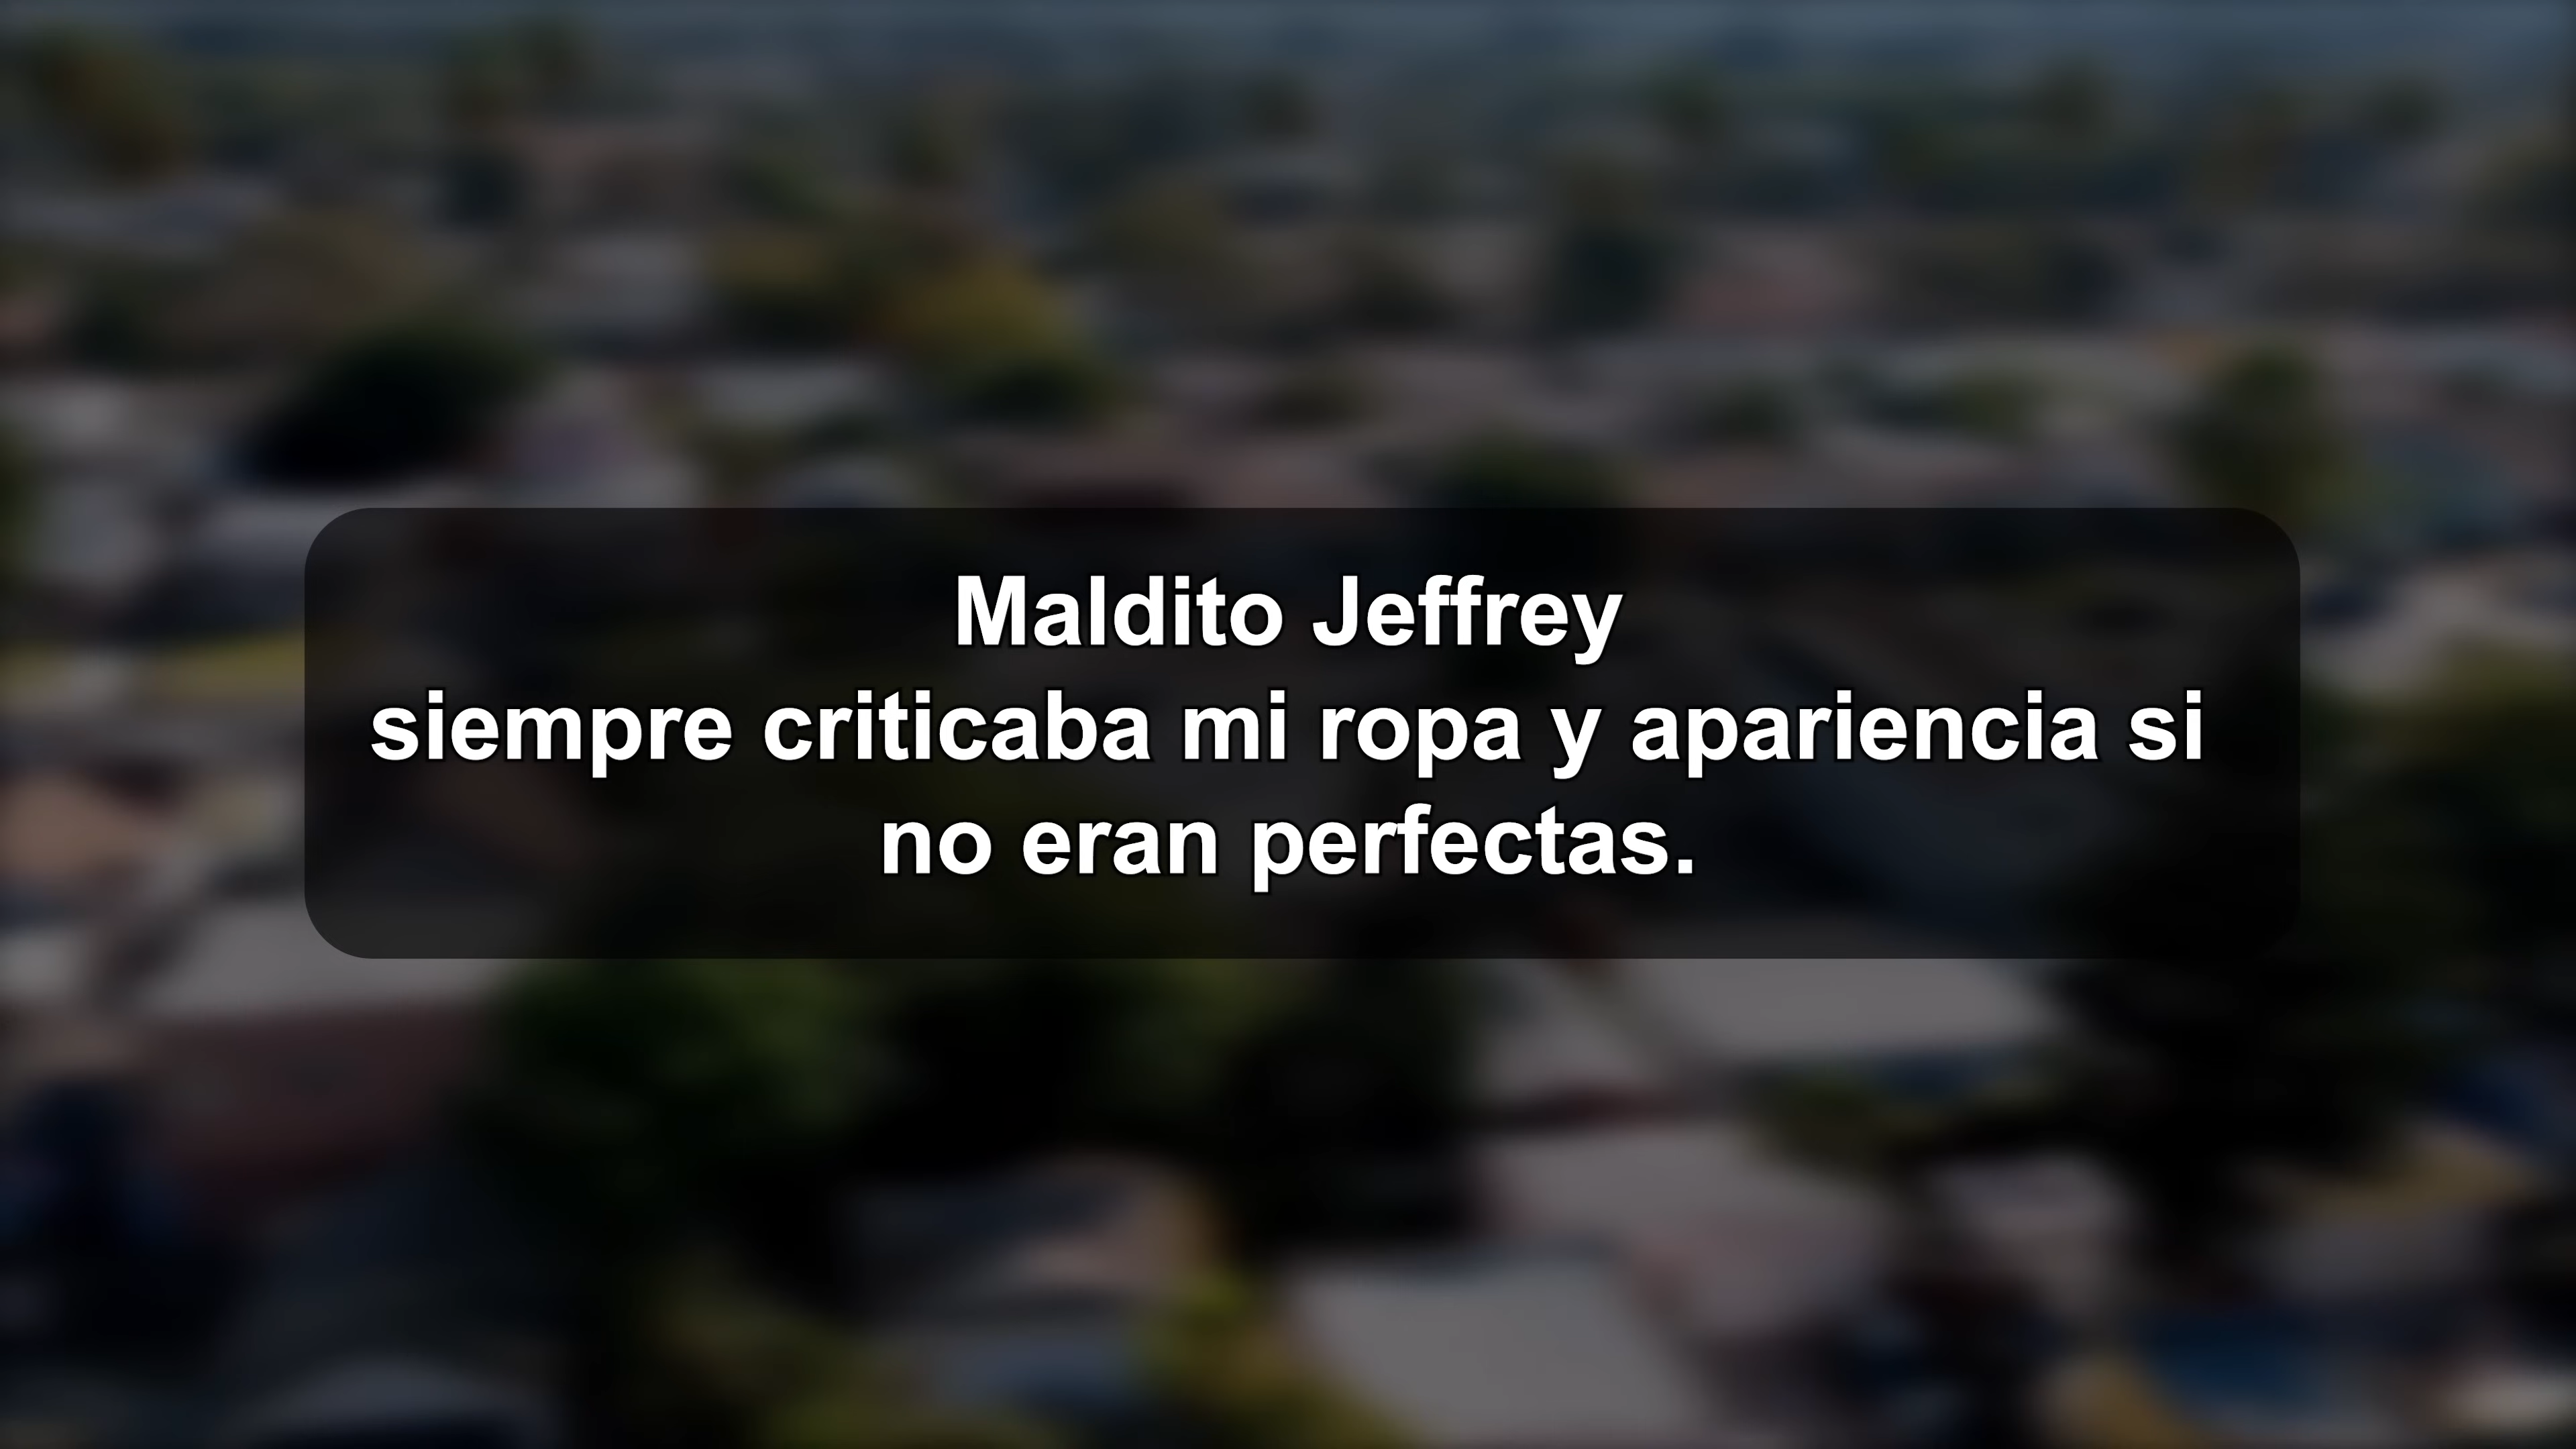 Maldito Jeffrey
siempre criticaba mi ropa y apariencia si
no eran perfectas.